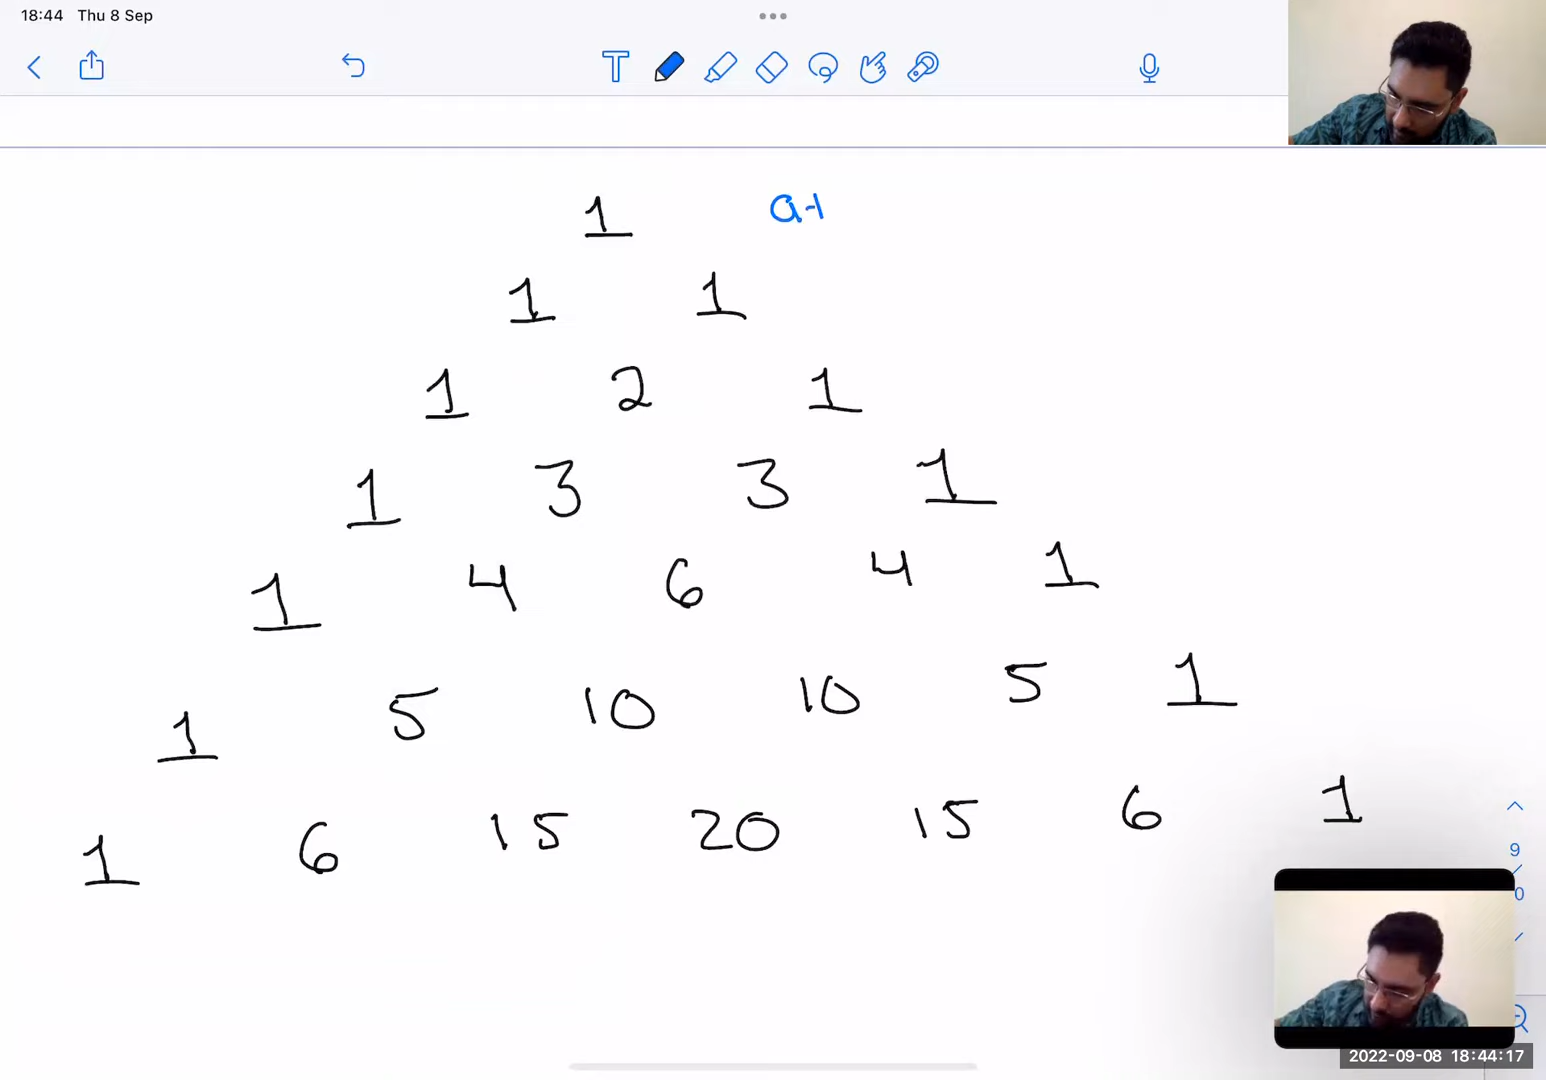 18:44 Thu 8 Sep
T
1 a+
1 1
1 2 1
1 3 3 1
1 4 6 4 1
1 5 10 10 5 1
1 6 15 20 15 6 1
9
0
2022-09-08 18:44:17